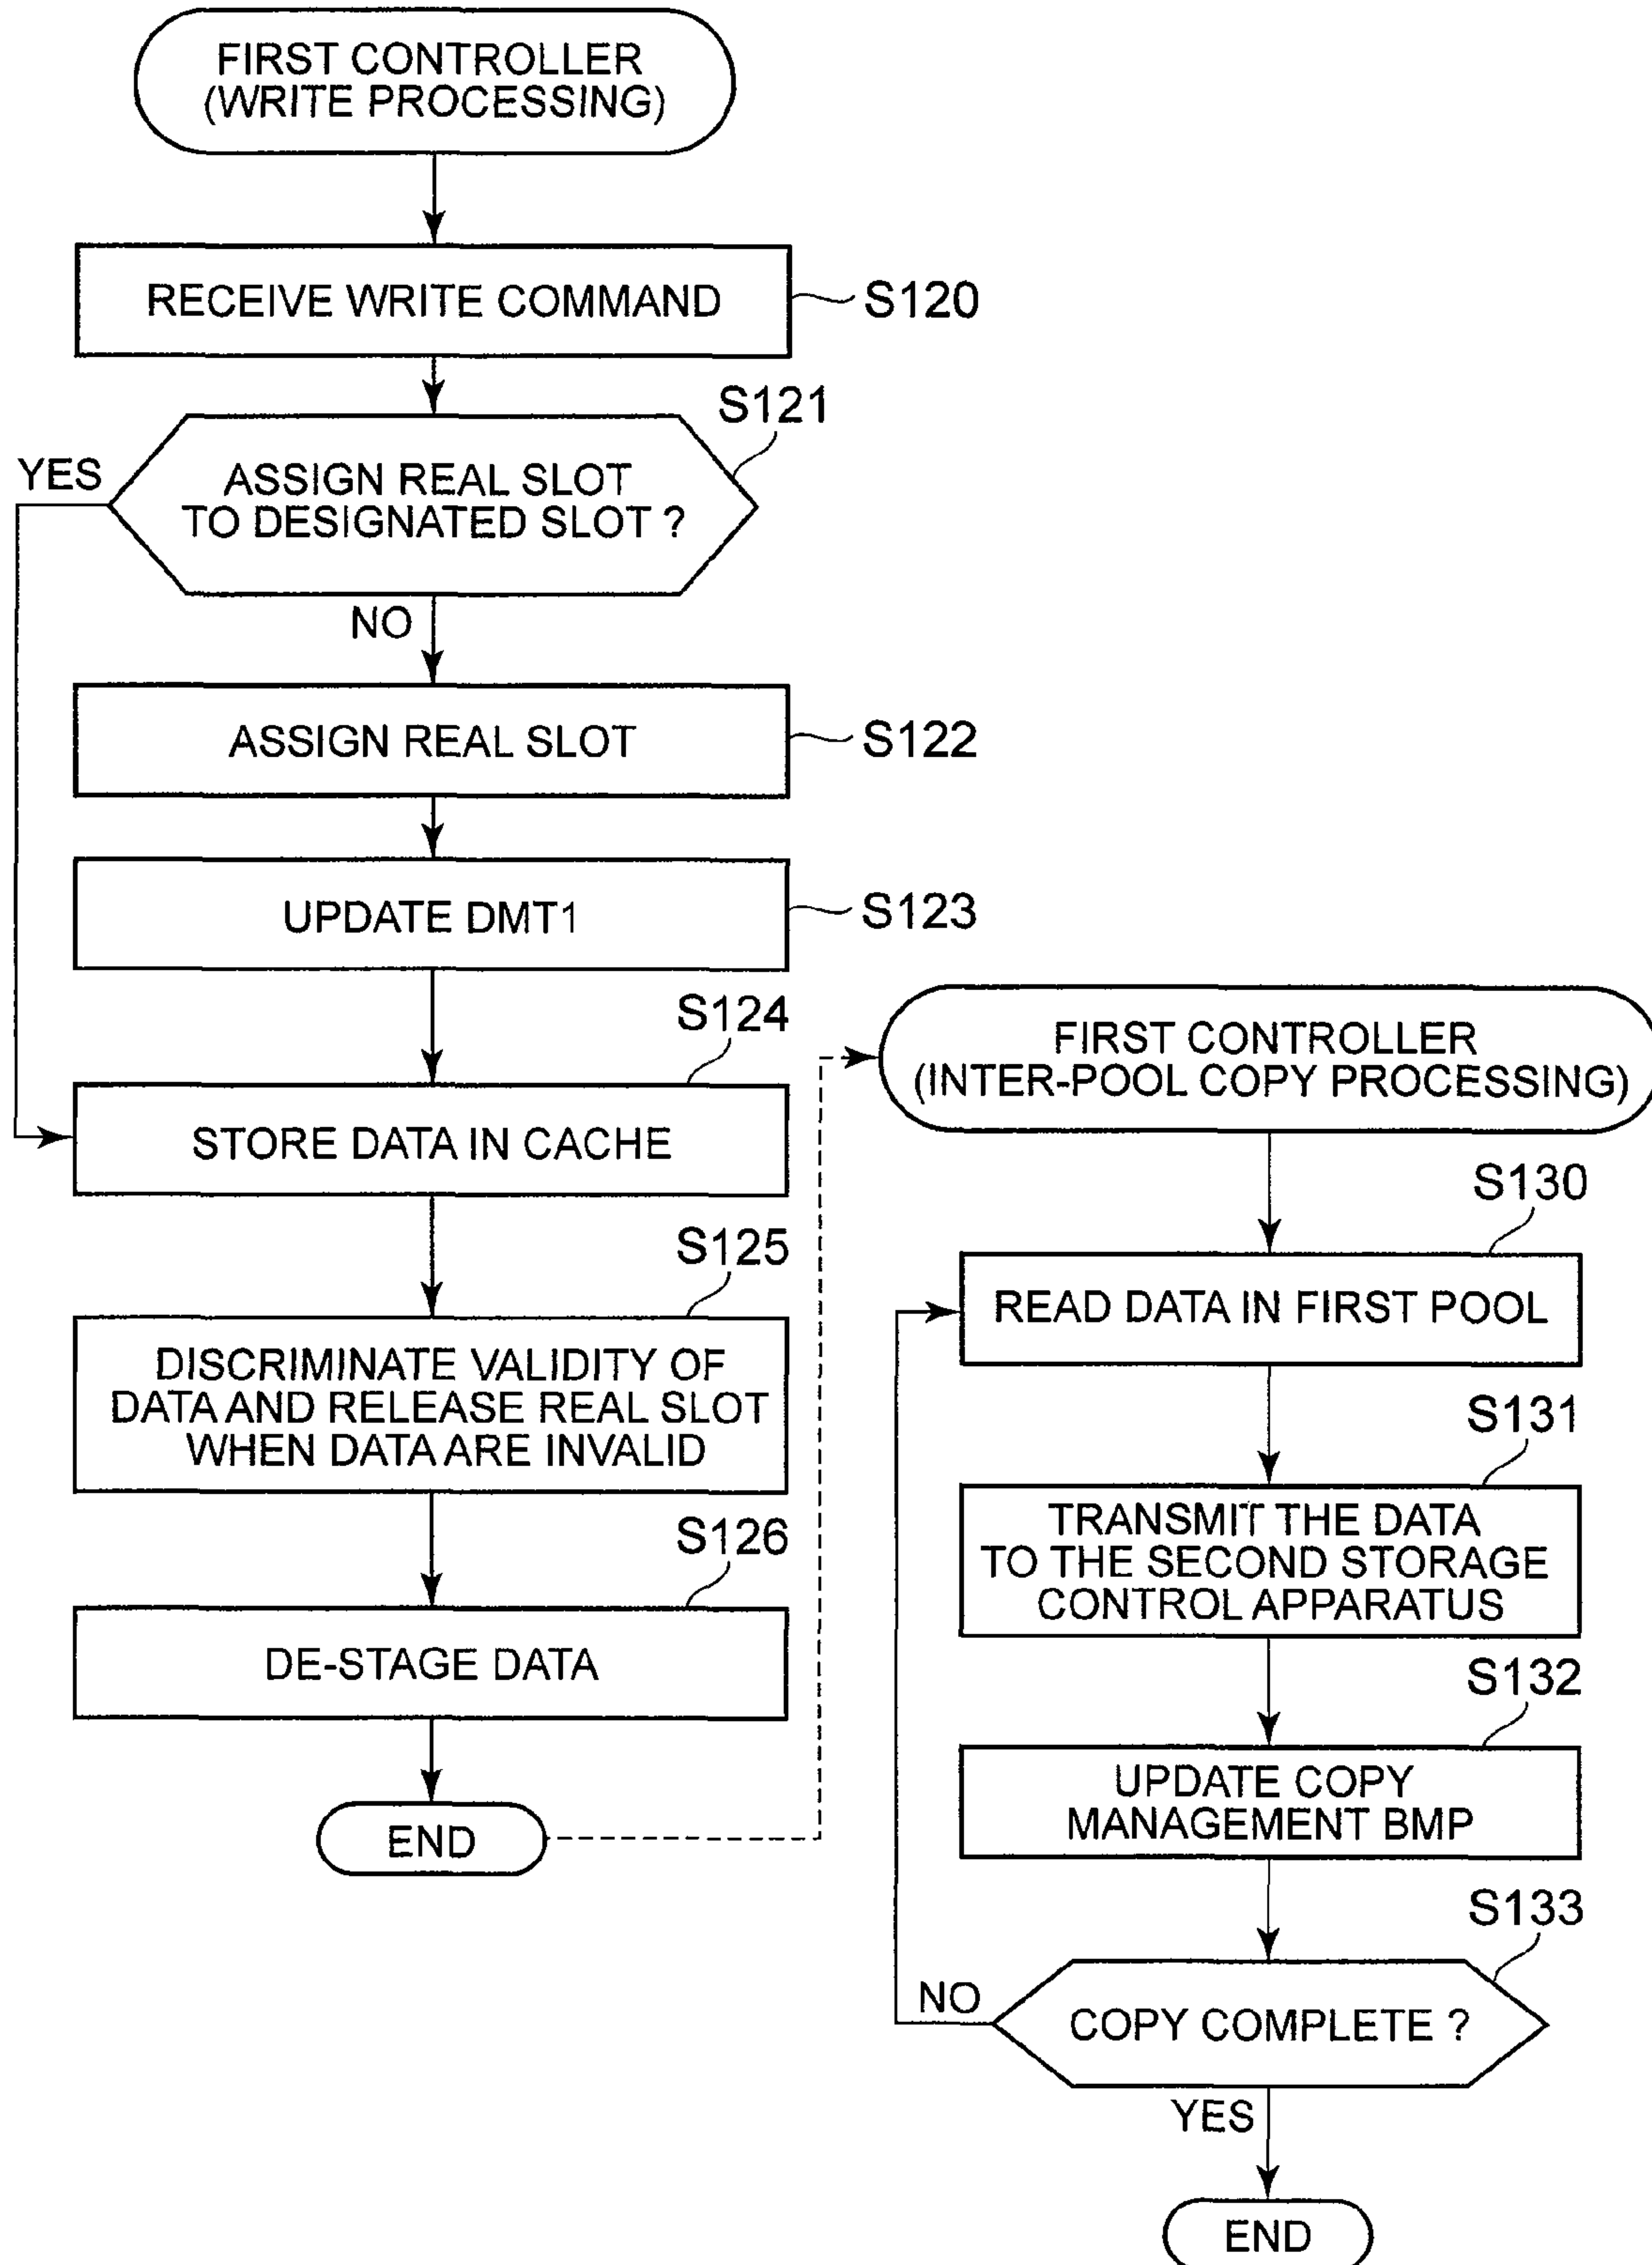 FIRST CONTROLLER
(WRITE PROCESSING)
RECEIVE WRITE COMMAND
S120
S121
YES
ASSIGN REAL SLOT
TO DESIGNATED SLOT ?
NO
ASSIGN REAL SLOT
S122
UPDATE DMT1
S123
S124
STORE DATA IN CACHE
S125
DISCRIMINATE VALIDITY OF
DATA AND RELEASE REAL SLOT
WHEN DATA ARE INVALID
S126
DE-STAGE DATA
END
FIRST CONTROLLER
(INTER-POOL COPY PROCESSING)
S130
READ DATA IN FIRST POOL
S131
TRANSMIT THE DATA
TO THE SECOND STORAGE
CONTROL APPARATUS
S132
UPDATE COPY
MANAGEMENT BMP
S133
NO
COPY COMPLETE ?
YES
END